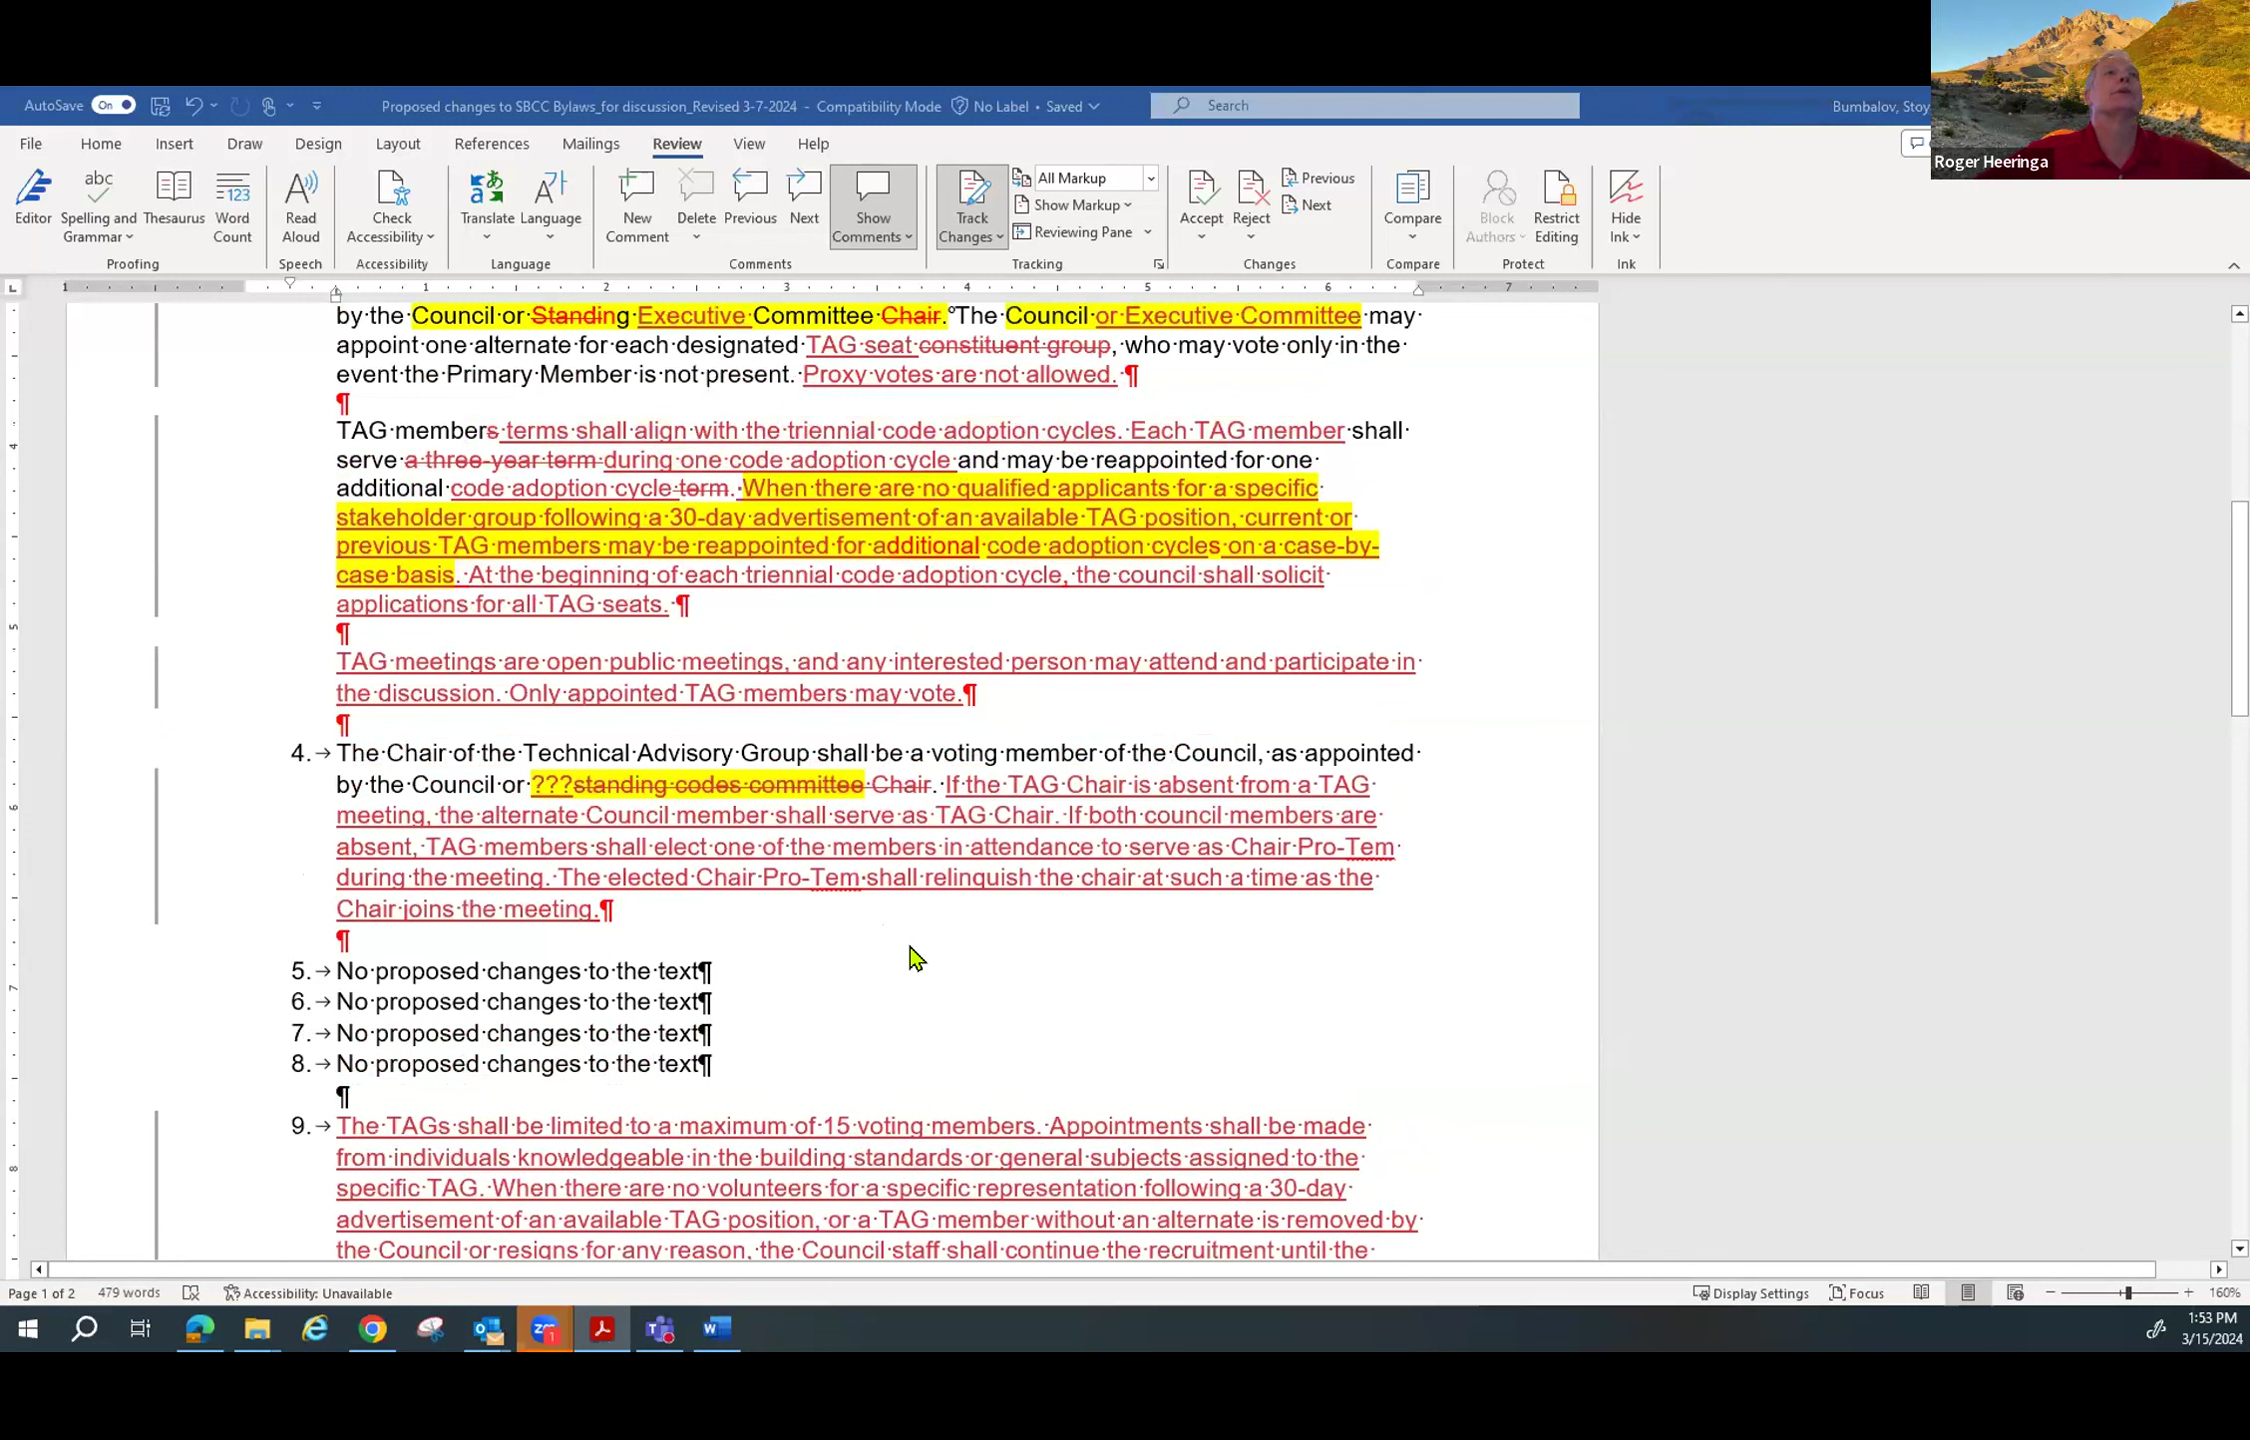 AutoSave On Proposed changes to SBCC Bylaws_for discussion_Revised 3-7-2024 - Compatibility Mode No Label • Saved Search Bumbalov, Stoy
Roger Heeringa
File Home Insert Draw Design Layout References Mailings Review View Help
Editor Spelling and Grammar Thesaurus Word Count Read Aloud Check Accessibility Translate Language New Comment Delete Previous Next Show Comments Track Changes All Markup Show Markup Reviewing Pane Accept Reject Previous Next Compare Block Authors Restrict Editing Hide Ink
Proofing Speech Accessibility Language Comments Tracking Changes Compare Protect Ink
1 1 2 3 4 5 6 7
by the Council or Standing Executive Committee Chair. The Council or Executive Committee may
appoint one alternate for each designated TAG seat constituent group, who may vote only in the
event the Primary Member is not present. Proxy votes are not allowed. ¶
¶
TAG members terms shall align with the triennial code adoption cycles. Each TAG member shall
serve a three-year term during one code adoption cycle and may be reappointed for one
additional code adoption cycle term. When there are no qualified applicants for a specific
stakeholder group following a 30-day advertisement of an available TAG position, current or
previous TAG members may be reappointed for additional code adoption cycles on a case-by-
case basis. At the beginning of each triennial code adoption cycle, the council shall solicit
applications for all TAG seats. ¶
¶
TAG meetings are open public meetings, and any interested person may attend and participate in
the discussion. Only appointed TAG members may vote.¶
¶
4. The Chair of the Technical Advisory Group shall be a voting member of the Council, as appointed
by the Council or ???standing codes committee Chair. If the TAG Chair is absent from a TAG
meeting, the alternate Council member shall serve as TAG Chair. If both council members are
absent, TAG members shall elect one of the members in attendance to serve as Chair Pro-Tem
during the meeting. The elected Chair Pro-Tem shall relinquish the chair at such a time as the
Chair joins the meeting.¶
¶
5. No proposed changes to the text¶
6. No proposed changes to the text¶
7. No proposed changes to the text¶
8. No proposed changes to the text¶
¶
9. The TAGs shall be limited to a maximum of 15 voting members. Appointments shall be made
from individuals knowledgeable in the building standards or general subjects assigned to the
specific TAG. When there are no volunteers for a specific representation following a 30-day
advertisement of an available TAG position, or a TAG member without an alternate is removed by
the Council or resigns for any reason, the Council staff shall continue the recruitment until the
Page 1 of 2 479 words Accessibility: Unavailable Display Settings Focus 160%
1:53 PM
3/15/2024